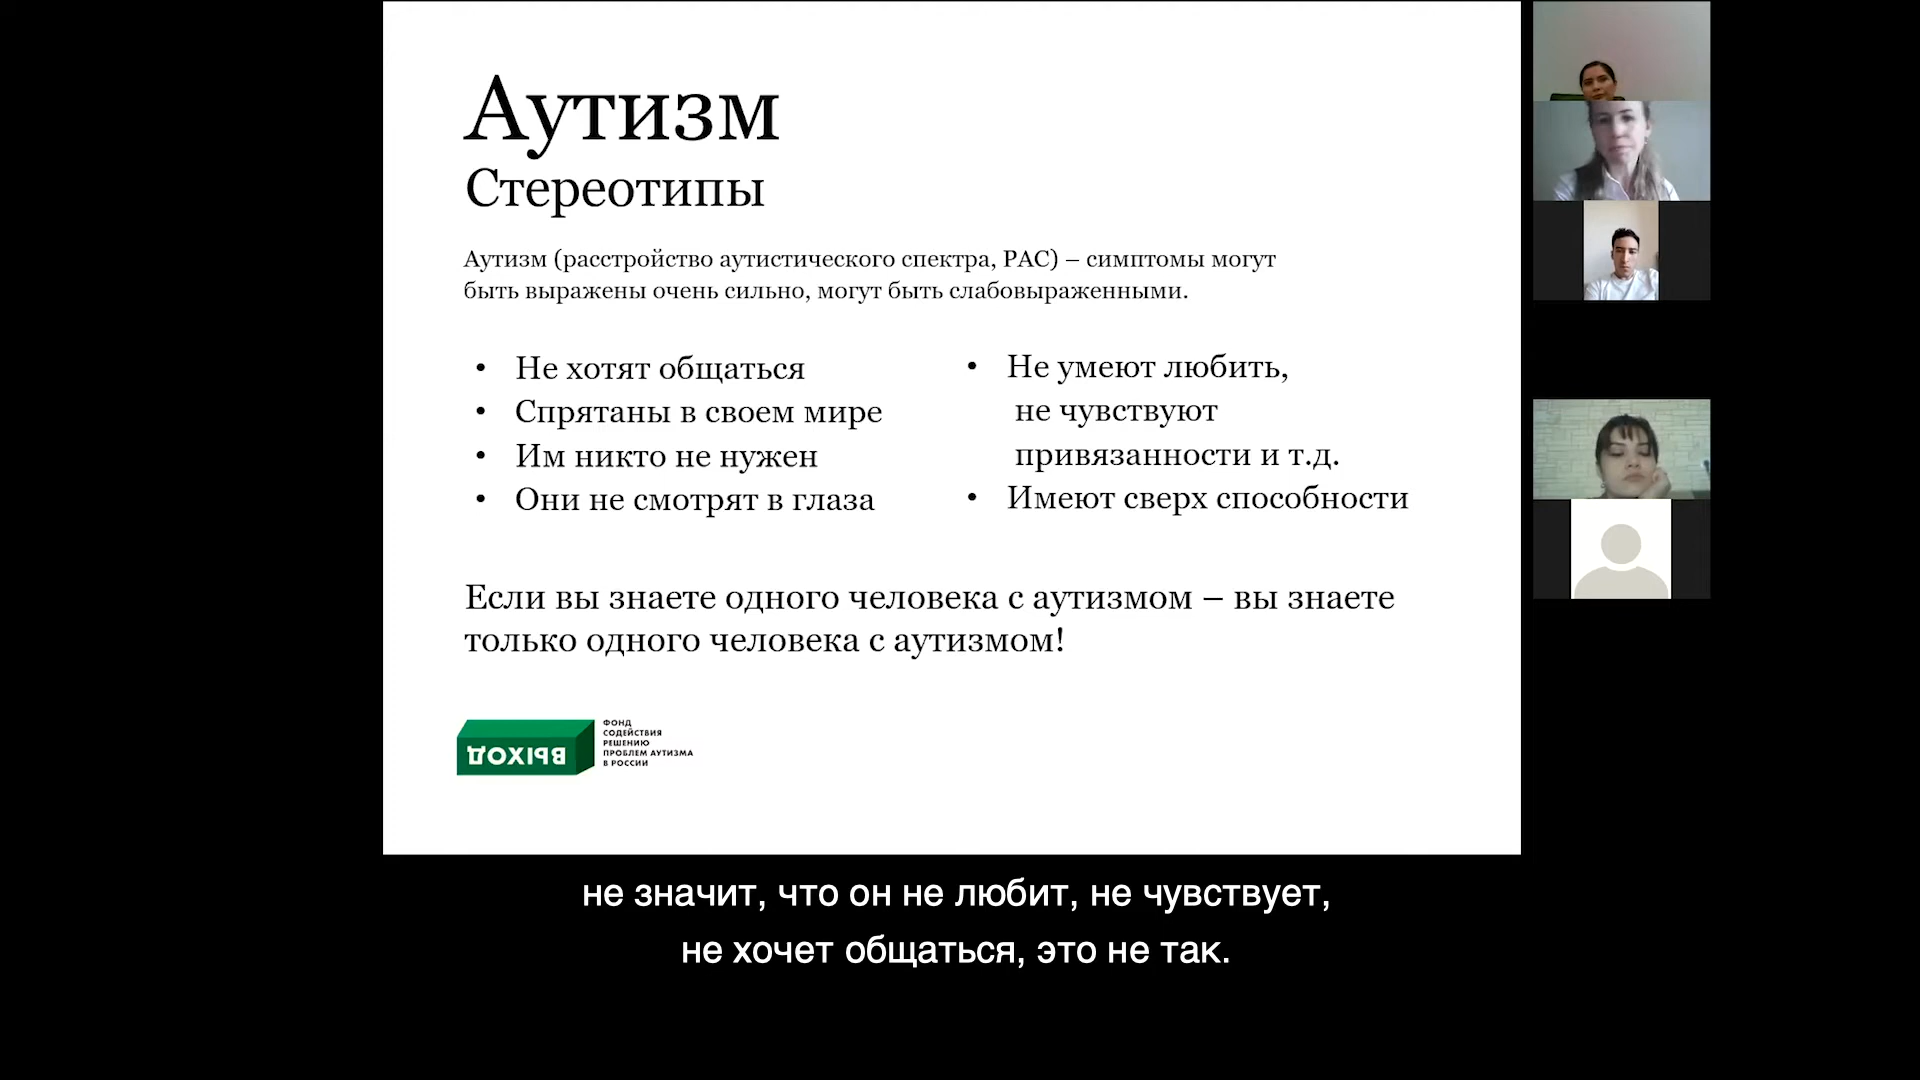 Аутизм
Стереотипы
Аутизм (расстройство аутистического спектра, РАС) – симптомы могут
быть выражены очень сильно, могут быть слабовыраженными.
• Не хотят общаться
• Спрятаны в своем мире
• Им никто не нужен
• Они не смотрят в глаза
• Не умеют любить,
не чувствуют
привязанности и т.д.
• Имеют сверх способности
Если вы знаете одного человека с аутизмом – вы знаете
только одного человека с аутизмом!
ВЫХОД
ФОНД
СОДЕЙСТВИЯ
РЕШЕНИЮ
ПРОБЛЕМ АУТИЗМА
В РОССИИ
не значит, что он не любит, не чувствует,
не хочет общаться, это не так.